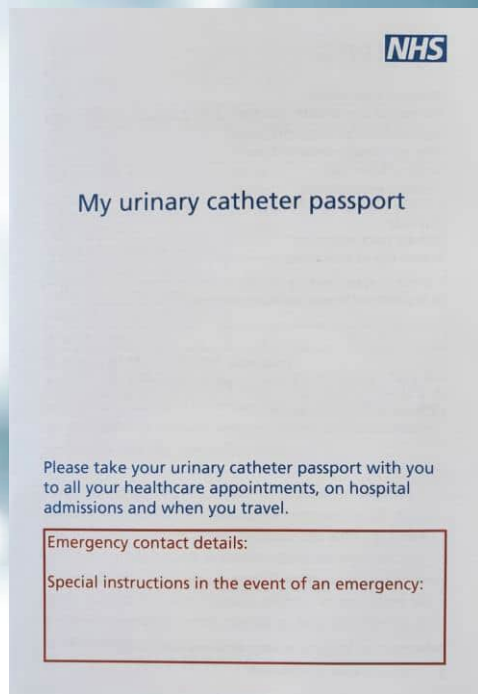 NHS
My urinary catheter passport
Please take your urinary catheter passport with you
to all your healthcare appointments, on hospital
admissions and when you travel.
Emergency contact details:
Special instructions in the event of an emergency: